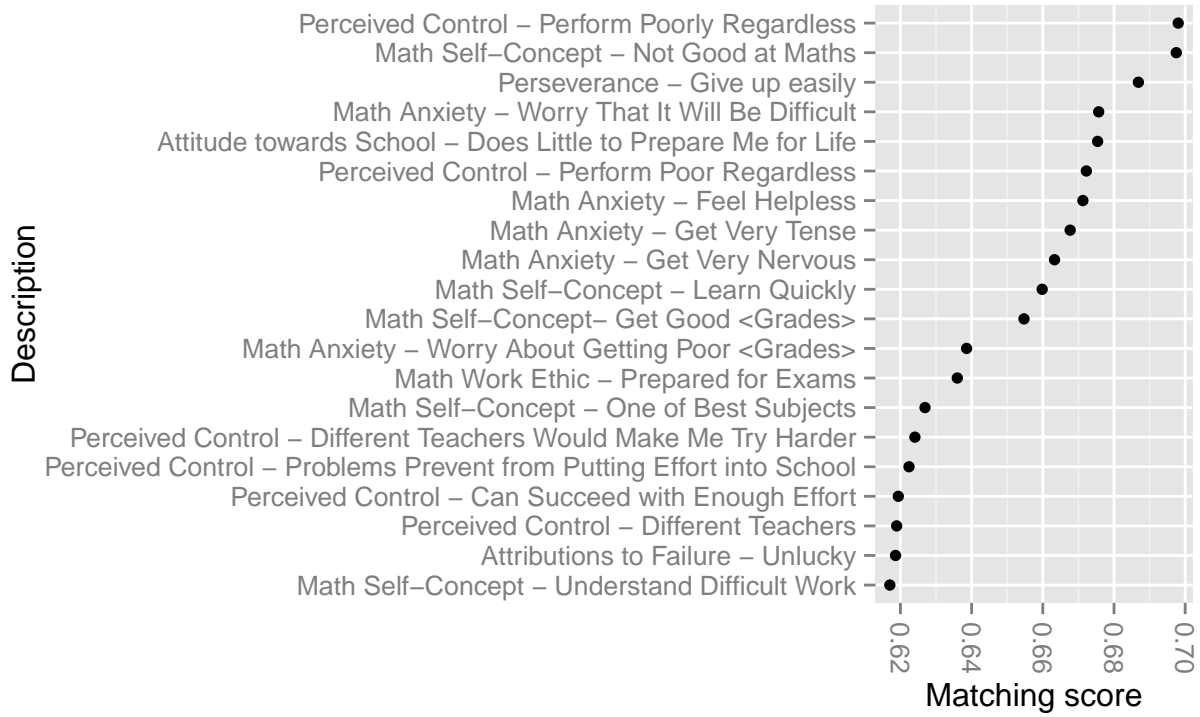 Perceived Control − Perform Poorly Regardless
Math Self−Concept − Not Good at Maths
Perseverance − Give up easily
Math Anxiety − Worry That It Will Be Difficult
Attitude towards School − Does Little to Prepare Me for Life
Perceived Control − Perform Poor Regardless
Math Anxiety − Feel Helpless
Math Anxiety − Get Very Tense
Math Anxiety − Get Very Nervous
Math Self−Concept − Learn Quickly
Math Self−Concept− Get Good <Grades>
Math Anxiety − Worry About Getting Poor <Grades>
Math Work Ethic − Prepared for Exams
Math Self−Concept − One of Best Subjects
Perceived Control − Different Teachers Would Make Me Try Harder
Perceived Control − Problems Prevent from Putting Effort into School
Perceived Control − Can Succeed with Enough Effort
Perceived Control − Different Teachers
Attributions to Failure − Unlucky
Math Self−Concept − Understand Difficult Work
Description
0.62
0.64
0.66
0.68
0.70
Matching score